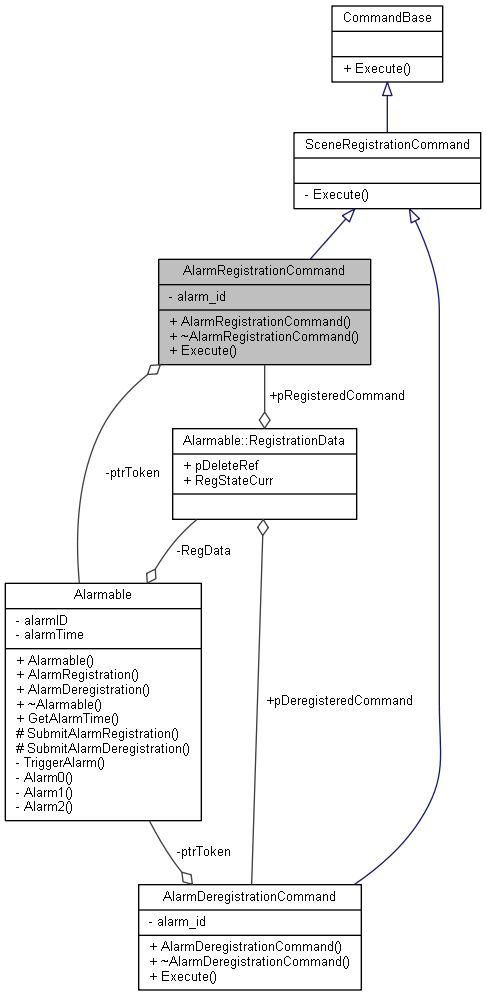 CommandBase
+ Execute()
SceneRegistrationCommand
- Execute()
AlarmRegistrationCommand
- alarm_id
+ AlarmRegistrationCommand()
+ ~AlarmRegistrationCommand()
+ Execute()
+pRegisteredCommand
Alarmable::RegistrationData
+ pDeleteRef
+ RegStateCurr
-ptrToken
-RegData
Alarmable
- alarmID
- alarmTime
+ Alarmable()
+ AlarmRegistration()
+ AlarmDeregistration()
+ ~Alarmable()
+ GetAlarmTime()
# SubmitAlarmRegistration()
# SubmitAlarmDeregistration()
- TriggerAlarm()
- Alarm0()
- Alarm1()
- Alarm2()
+pDeregisteredCommand
-ptrToken
AlarmDeregistrationCommand
- alarm_id
+ AlarmDeregistrationCommand()
+ ~AlarmDeregistrationCommand()
+ Execute()